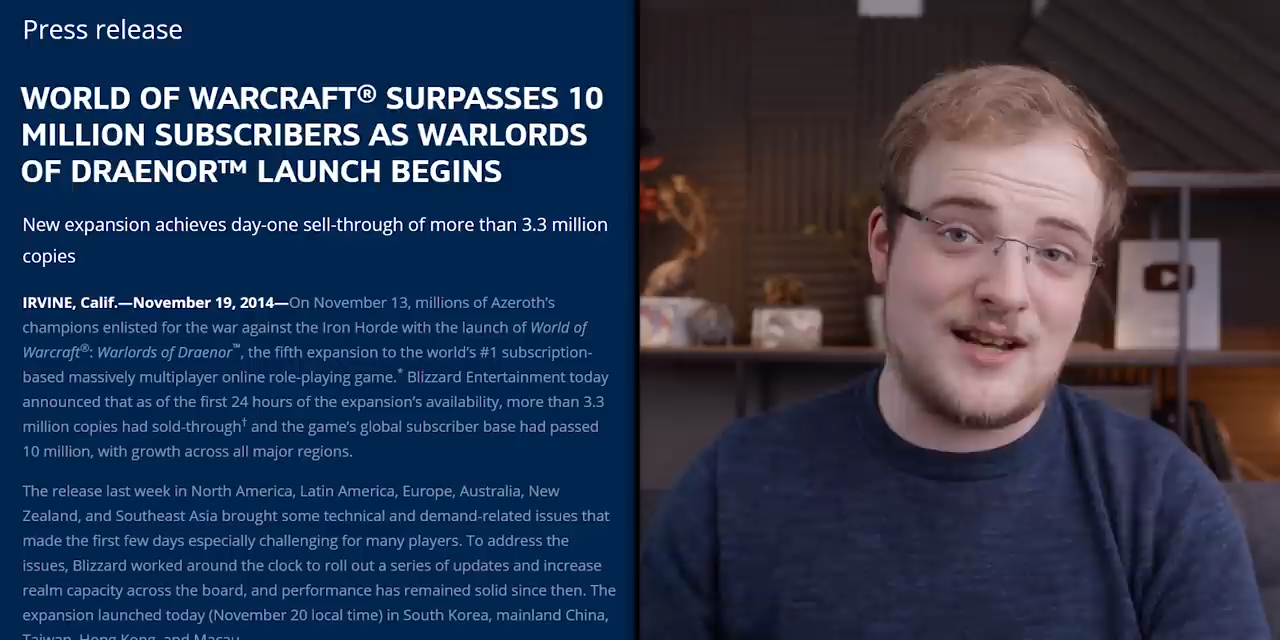 Press release
WORLD OF WARCRAFT® SURPASSES 10
MILLION SUBSCRIBERS AS WARLORDS
OF DRAENOR™ LAUNCH BEGINS
New expansion achieves day-one sell-through of more than 3.3 million
copies
IRVINE, Calif.—November 19, 2014—On November 13, millions of Azeroth's
champions enlisted for the war against the Iron Horde with the launch of World of
Warcraft®: Warlords of Draenor™, the fifth expansion to the world's #1 subscription-
based massively multiplayer online role-playing game.* Blizzard Entertainment today
announced that as of the first 24 hours of the expansion's availability, more than 3.3
million copies had sold-through† and the game's global subscriber base had passed
10 million, with growth across all major regions.
The release last week in North America, Latin America, Europe, Australia, New
Zealand, and Southeast Asia brought some technical and demand-related issues that
made the first few days especially challenging for many players. To address the
issues, Blizzard worked around the clock to roll out a series of updates and increase
realm capacity across the board, and performance has remained solid since then. The
expansion launched today (November 20 local time) in South Korea, mainland China,
Taiwan, Hong Kong, and Macau.